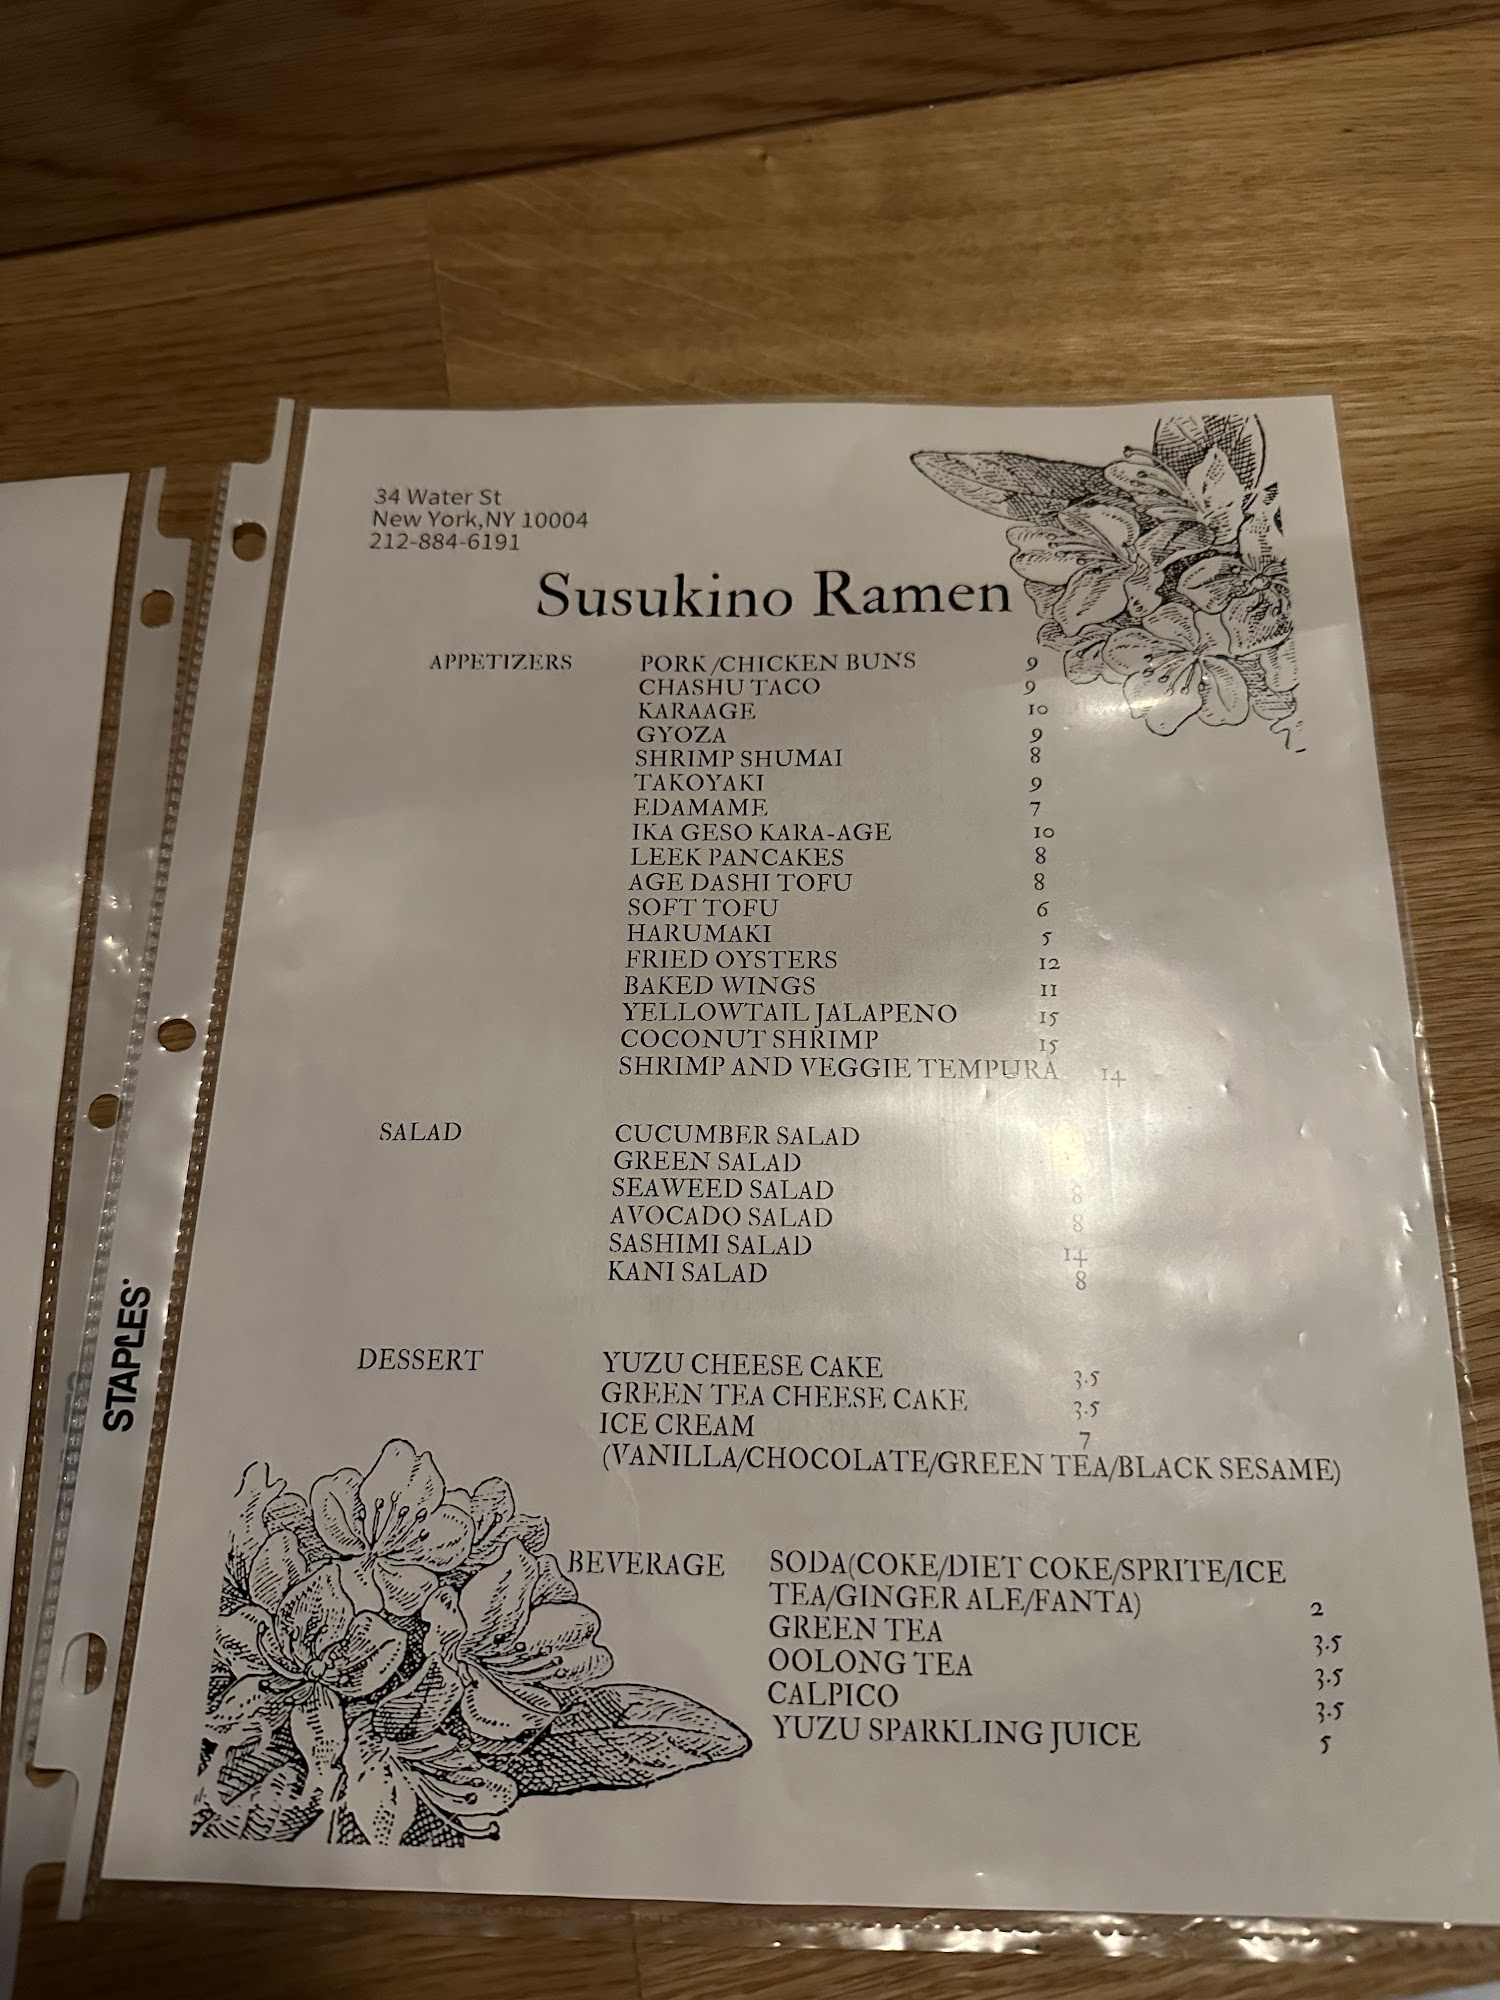 34 Water St
New York,NY 10004
212-884-6191
Susukino Ramen
APPETIZERS PORK/CHICKEN BUNS 9
CHASHU TACO 9
KARAAGE 10
GYOZA 9
SHRIMP SHUMAI 8
TAKOYAKI 9
EDAMAME 7
IKA GESO KARA-AGE 10
LEEK PANCAKES 8
AGE DASHI TOFU 8
SOFT TOFU 6
HARUMAKI 5
FRIED OYSTERS 12
BAKED WINGS 11
YELLOWTAIL JALAPENO 15
COCONUT SHRIMP 15
SHRIMP AND VEGGIE TEMPURA 14
SALAD CUCUMBER SALAD
GREEN SALAD
SEAWEED SALAD 8
AVOCADO SALAD 8
SASHIMI SALAD 14
KANI SALAD 8
DESSERT YUZU CHEESE CAKE 3.5
GREEN TEA CHEESE CAKE 3.5
ICE CREAM 7
(VANILLA/CHOCOLATE/GREEN TEA/BLACK SESAME)
BEVERAGE SODA(COKE/DIET COKE/SPRITE/ICE
TEA/GINGER ALE/FANTA) 2
GREEN TEA 3.5
OOLONG TEA 3.5
CALPICO 3.5
YUZU SPARKLING JUICE 5
STAPLES